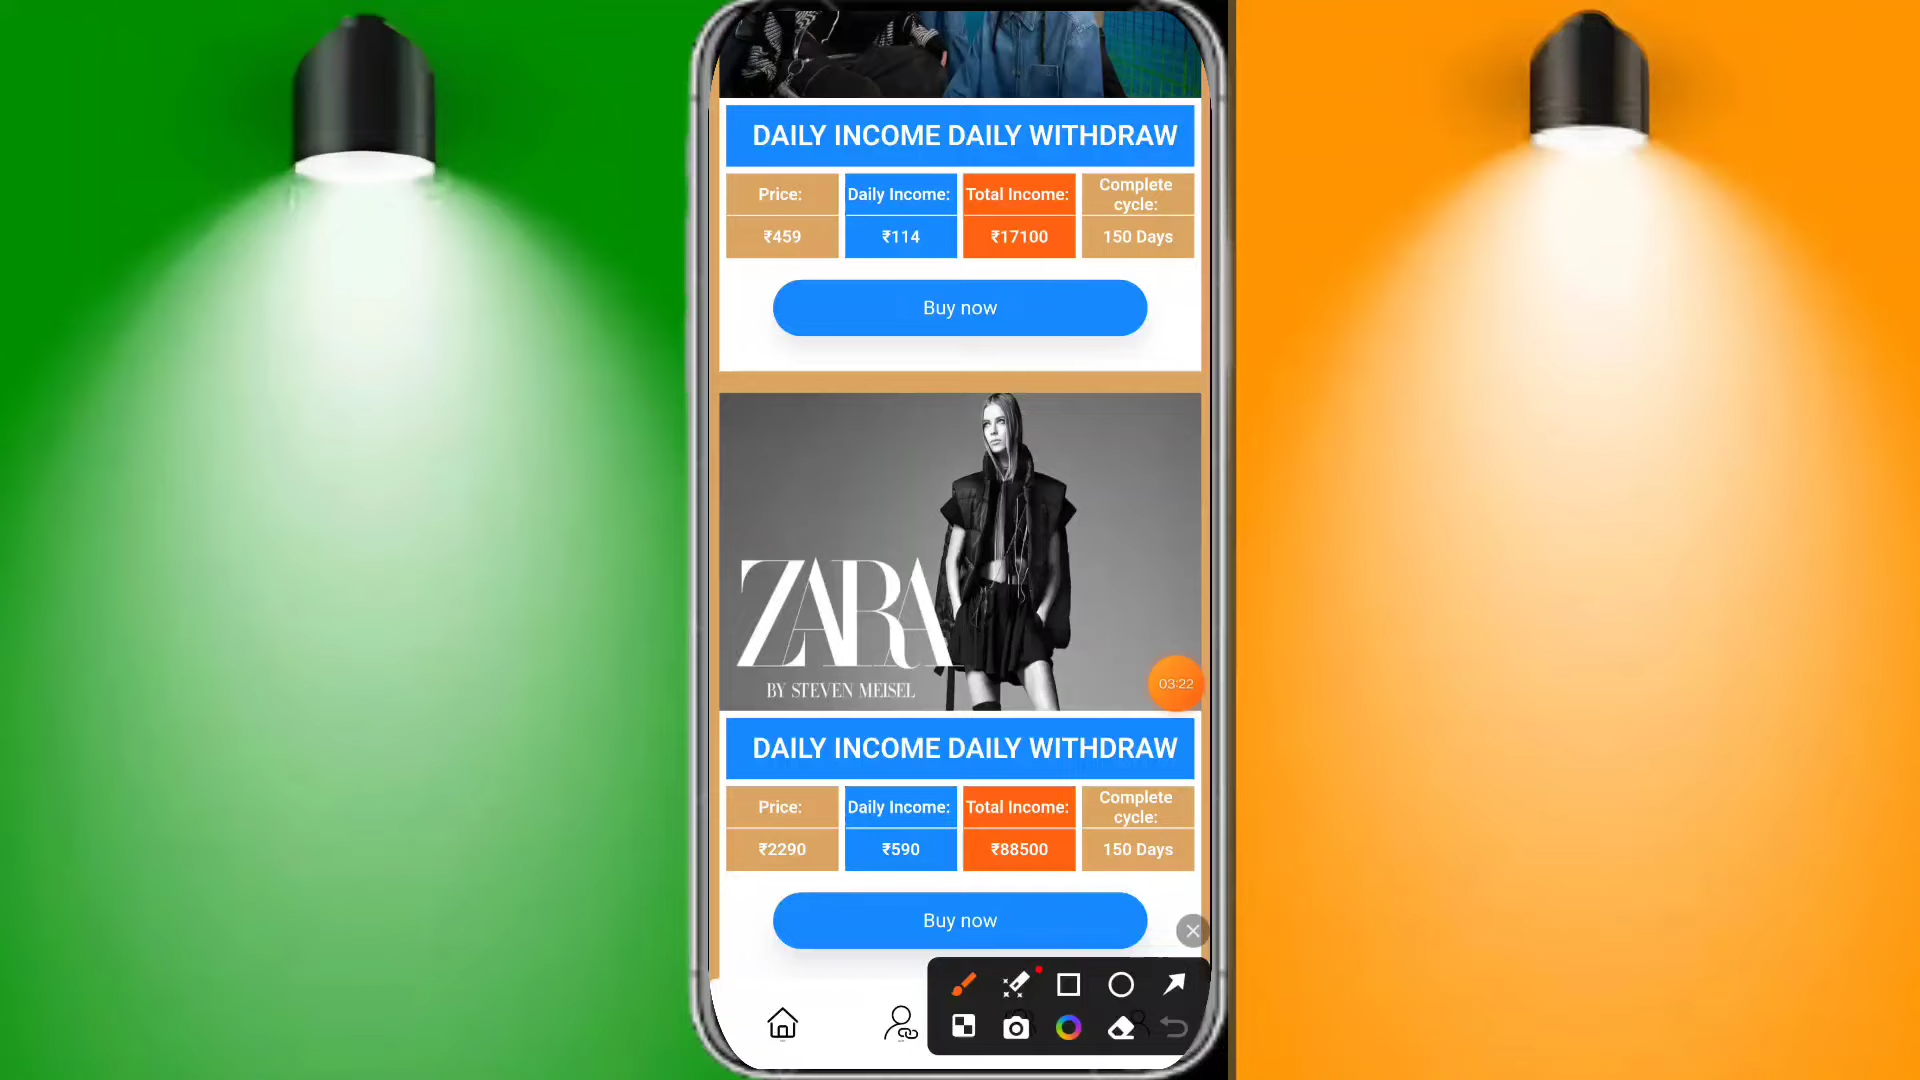 DAILY INCOME DAILY WITHDRAW
Price: Daily Income: Total Income: Complete cycle:
₹459 ₹114 ₹17100 150 Days
Buy now
ZARA
BY STEVEN MEISEL
03:22
DAILY INCOME DAILY WITHDRAW
Price: Daily Income: Total Income: Complete cycle:
₹2290 ₹590 ₹88500 150 Days
Buy now